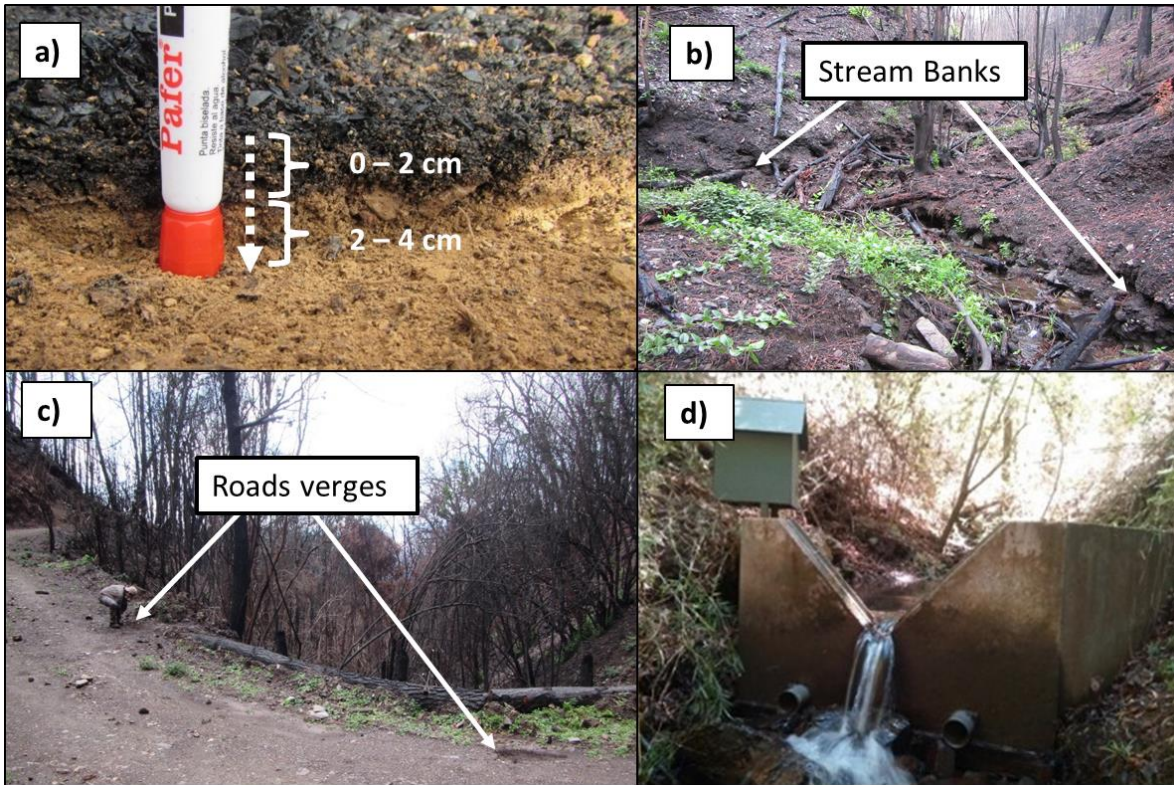 a)
Pafer
Punta biselada.
Resiste al agua.
0 – 2 cm
2 – 4 cm
b)
Stream Banks
c)
Roads verges
d)